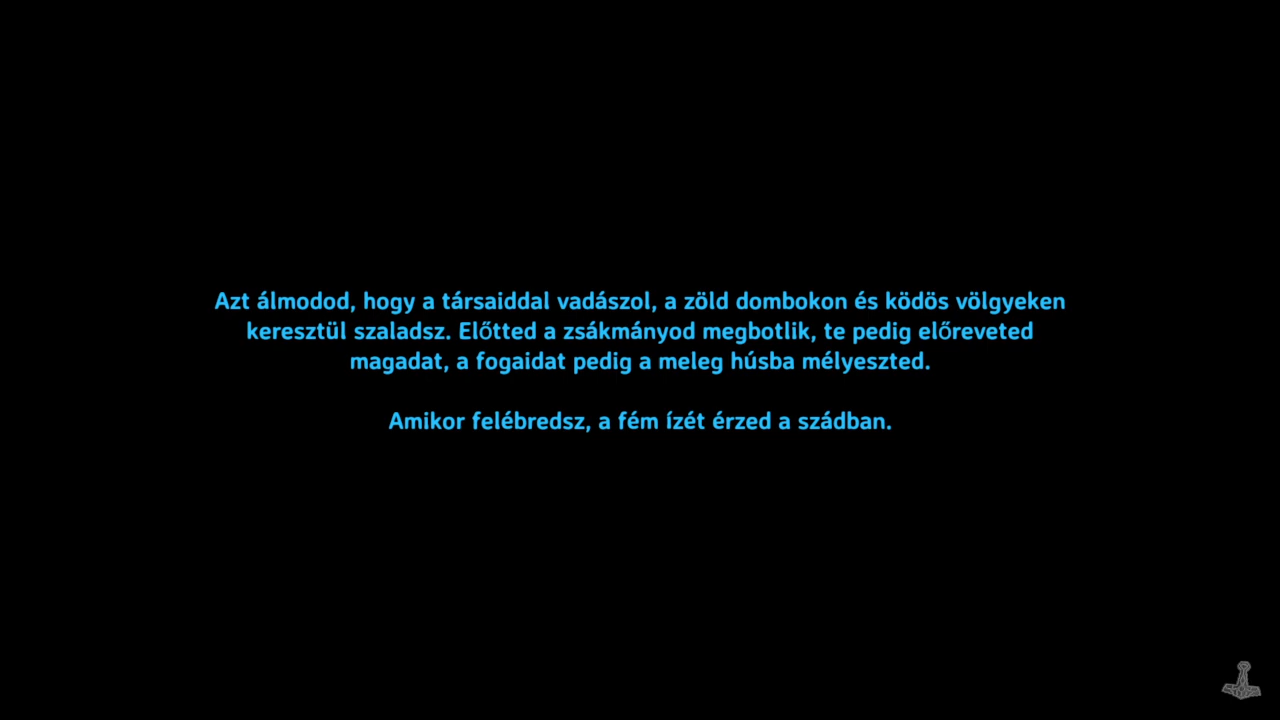 Azt álmodod, hogy a társaiddal vadászol, a zöld dombokon és ködös völgyeken
keresztül szaladsz. Előtted a zsákmányod megbotlik, te pedig előreveted
magadat, a fogaidat pedig a meleg húsba mélyeszted.
Amikor felébredsz, a fém ízét érzed a szádban.